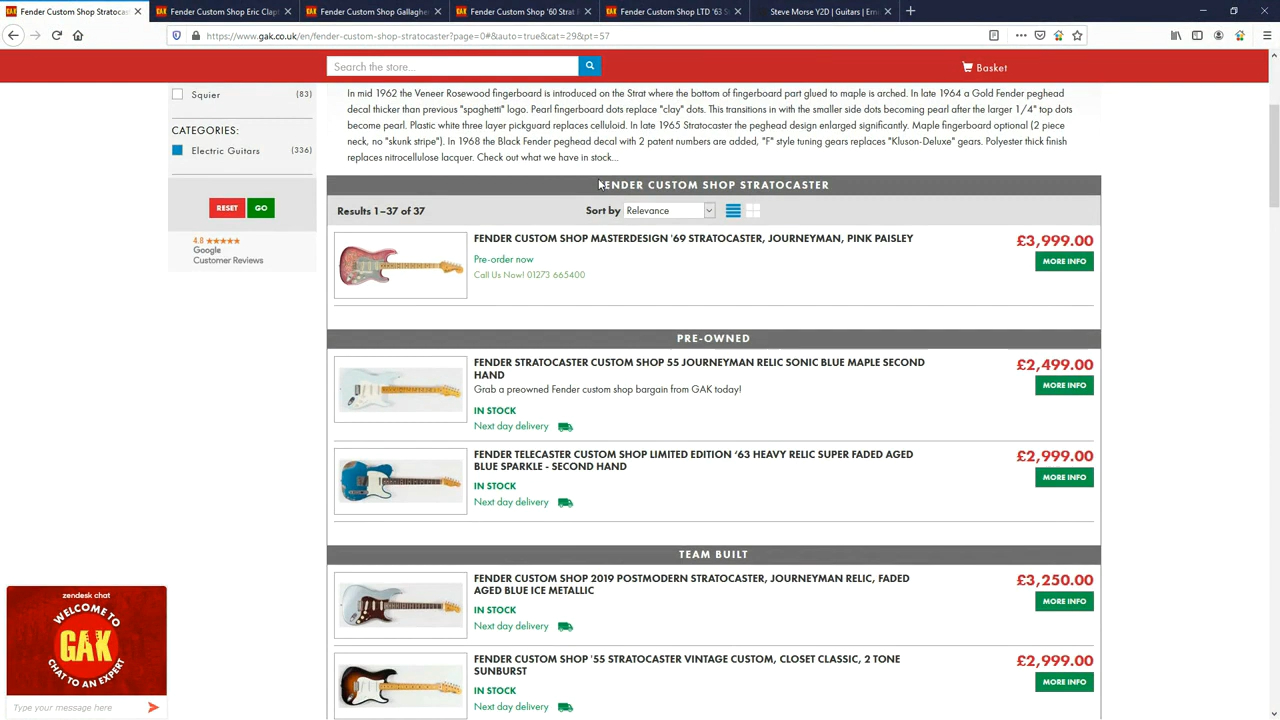 Fender Custom Shop Stratocas
Fender Custom Shop Eric Clapt
Fender Custom Shop Gallaghe
Fender Custom Shop '60 Strat R
Fender Custom Shop LTD '63 S
Steve Morse Y2D | Guitars | Erni
https://www.gak.co.uk/en/fender-custom-shop-stratocaster?page=0#&auto=true&cat=29&pt=57
Search the store...
Basket
Squier (83)
CATEGORIES:
Electric Guitars (336)
RESET GO
4.8 ★★★★★
Google
Customer Reviews
In mid 1962 the Veneer Rosewood fingerboard is introduced on the Strat where the bottom of fingerboard part glued to maple is arched. In late 1964 a Gold Fender peghead
decal thicker than previous "spaghetti" logo. Pearl fingerboard dots replace "clay" dots. This transitions in with the smaller side dots becoming pearl after the larger 1/4" top dots
become pearl. Plastic white three layer pickguard replaces celluloid. In late 1965 Stratocaster the peghead design enlarged significantly. Maple fingerboard optional (2 piece
neck, no "skunk stripe"). In 1968 the Black Fender peghead decal with 2 patent numbers are added, "F" style tuning gears replaces "Kluson-Deluxe" gears. Polyester thick finish
replaces nitrocellulose lacquer. Check out what we have in stock...
FENDER CUSTOM SHOP STRATOCASTER
Results 1–37 of 37
Sort by Relevance
FENDER CUSTOM SHOP MASTERDESIGN '69 STRATOCASTER, JOURNEYMAN, PINK PAISLEY
£3,999.00
Pre-order now
MORE INFO
Call Us Now! 01273 665400
PRE-OWNED
FENDER STRATOCASTER CUSTOM SHOP 55 JOURNEYMAN RELIC SONIC BLUE MAPLE SECOND
HAND
£2,499.00
Grab a preowned Fender custom shop bargain from GAK today!
MORE INFO
IN STOCK
Next day delivery
FENDER TELECASTER CUSTOM SHOP LIMITED EDITION '63 HEAVY RELIC SUPER FADED AGED
BLUE SPARKLE - SECOND HAND
£2,999.00
MORE INFO
IN STOCK
Next day delivery
TEAM BUILT
FENDER CUSTOM SHOP 2019 POSTMODERN STRATOCASTER, JOURNEYMAN RELIC, FADED
AGED BLUE ICE METALLIC
£3,250.00
MORE INFO
IN STOCK
Next day delivery
FENDER CUSTOM SHOP '55 STRATOCASTER VINTAGE CUSTOM, CLOSET CLASSIC, 2 TONE
SUNBURST
£2,999.00
MORE INFO
IN STOCK
Next day delivery
zendesk chat
WELCOME TO
GAK
CHAT TO AN EXPERT
Type your message here